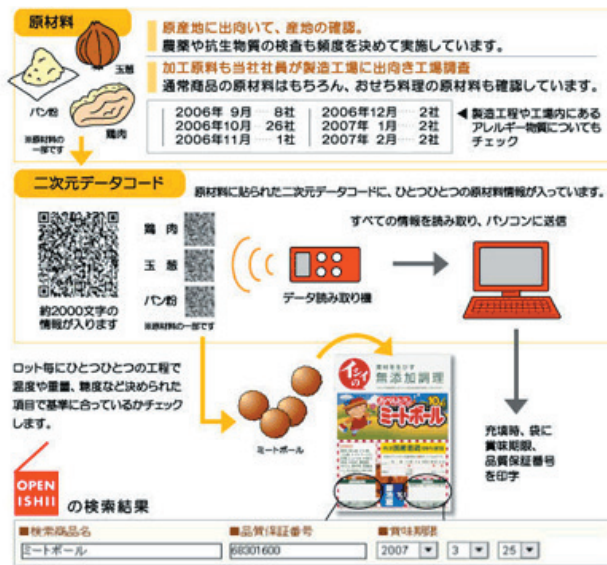 原材料
原産地に出向いて、産地の確認。
農薬や抗生物質の検査も頻度を決めて実施しています。
加工原料も当社社員が製造工場に出向き工場調査
通常商品の原材料はもちろん、おせち料理の原材料も確認しています。
玉葱
パン粉
鶏肉
※原材料の
一部です
2006年 9月…… 8社
2006年10月… 26社
2006年11月…… 1社
2006年12月…… 2社
2007年 1月…… 2社
2007年 2月…… 2社
◀製造工程や工場内にある
アレルギー物質についても
チェック
二次元データコード
原材料に貼られた二次元データコードに、ひとつひとつの原材料情報が入っています。
すべての情報を読み取り、パソコンに送信
鶏肉
玉葱
パン粉
※原材料の一部です
約2000文字の
情報が入ります
データ読み取り機
ロット毎にひとつひとつの工程で
温度や重量、糖度など決められた
項目で基準に合っているかチェック
します。
ミートボール
イシイの
無添加調理
ミートボール
充填時、袋に
賞味期限、
品質保証番号
を印字
OPEN
ISHII
の検索結果
■検索商品名
■品質保証番号
■賞味期限
ミートボール
68301600
2007
3
25